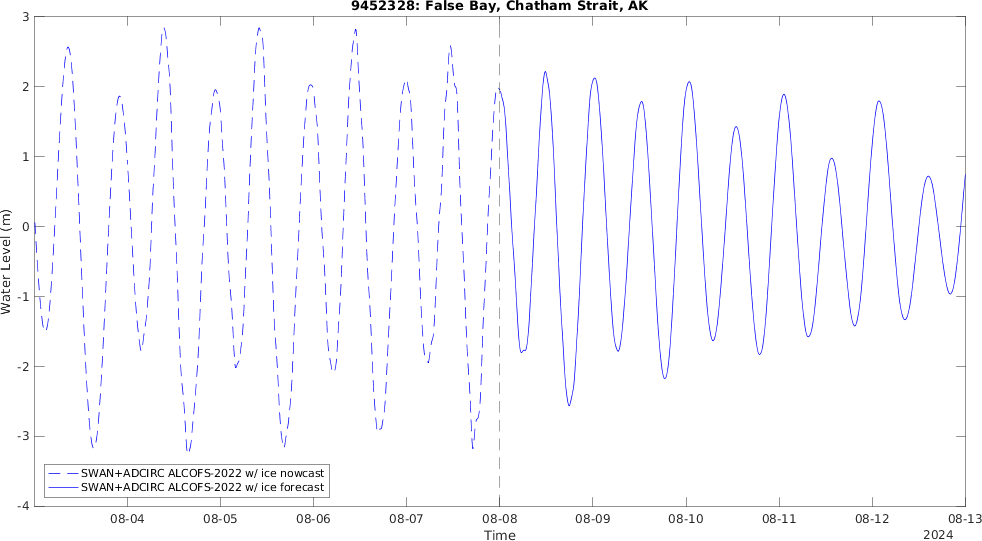 9452328: False Bay, Chatham Strait, AK
3
2
1
0
-1
-2
-3
-4
Water Level (m)
SWAN+ADCIRC ALCOFS-2022 w/ ice nowcast
SWAN+ADCIRC ALCOFS-2022 w/ ice forecast
08-04 08-05 08-06 08-07 08-08 08-09 08-10 08-11 08-12 08-13
Time
2024